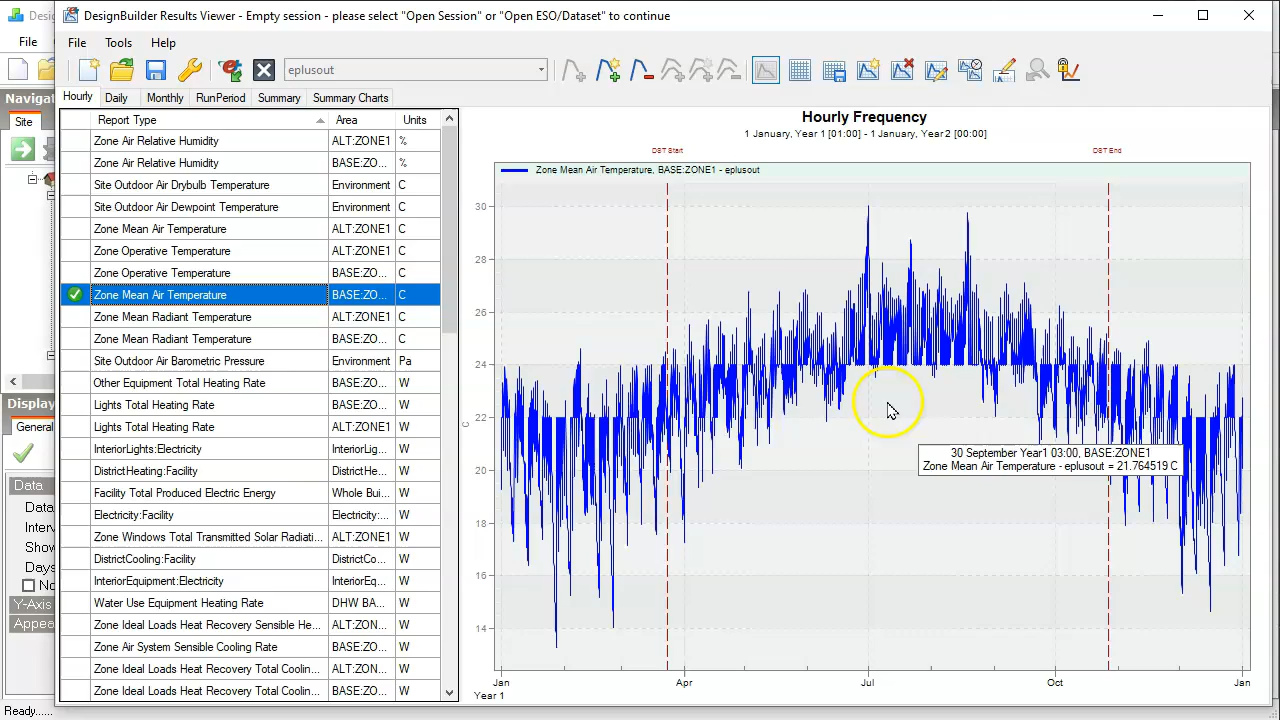 Desig
DesignBuilder Results Viewer - Empty session - please select "Open Session" or "Open ESO/Dataset" to continue
File
File Tools Help
eplusout
Navigat
Hourly Daily Monthly RunPeriod Summary Summary Charts
Site
Report Type Area Units
Zone Air Relative Humidity ALT:ZONE1 %
Zone Air Relative Humidity BASE:ZO... %
Site Outdoor Air Drybulb Temperature Environment C
Site Outdoor Air Dewpoint Temperature Environment C
Zone Mean Air Temperature ALT:ZONE1 C
Zone Operative Temperature ALT:ZONE1 C
Zone Operative Temperature BASE:ZO... C
Zone Mean Air Temperature BASE:ZO... C
Zone Mean Radiant Temperature ALT:ZONE1 C
Zone Mean Radiant Temperature BASE:ZO... C
Site Outdoor Air Barometric Pressure Environment Pa
Other Equipment Total Heating Rate BASE:ZO... W
Lights Total Heating Rate BASE:ZO... W
Lights Total Heating Rate ALT:ZONE1 W
InteriorLights:Electricity InteriorLig... W
DistrictHeating:Facility DistrictHe... W
Facility Total Produced Electric Energy Whole Bui... W
Electricity:Facility Electricity:... W
Zone Windows Total Transmitted Solar Radiati... BASE:ZO... W
DistrictCooling:Facility DistrictCo... W
InteriorEquipment:Electricity InteriorEq... W
Water Use Equipment Heating Rate DHW BA... W
Zone Ideal Loads Heat Recovery Sensible He... ALT:ZON... W
Zone Air System Sensible Cooling Rate BASE:ZO... W
Zone Ideal Loads Heat Recovery Total Coolin... ALT:ZON... W
Zone Ideal Loads Heat Recovery Total Coolin... BASE:ZO... W
Display
General
Data
Data
Interv
Show
Days
No
Y-Axis
Appea
Ready.....
Hourly Frequency
1 January, Year 1 [01:00] - 1 January, Year 2 [00:00]
DST Start DST End
Zone Mean Air Temperature, BASE:ZONE1 - eplusout
30
28
26
24
22
C
20
18
16
14
30 September Year1 03:00, BASE:ZONE1
Zone Mean Air Temperature - eplusout = 21.764519 C
Jan Apr Jul Oct Jan
Year 1